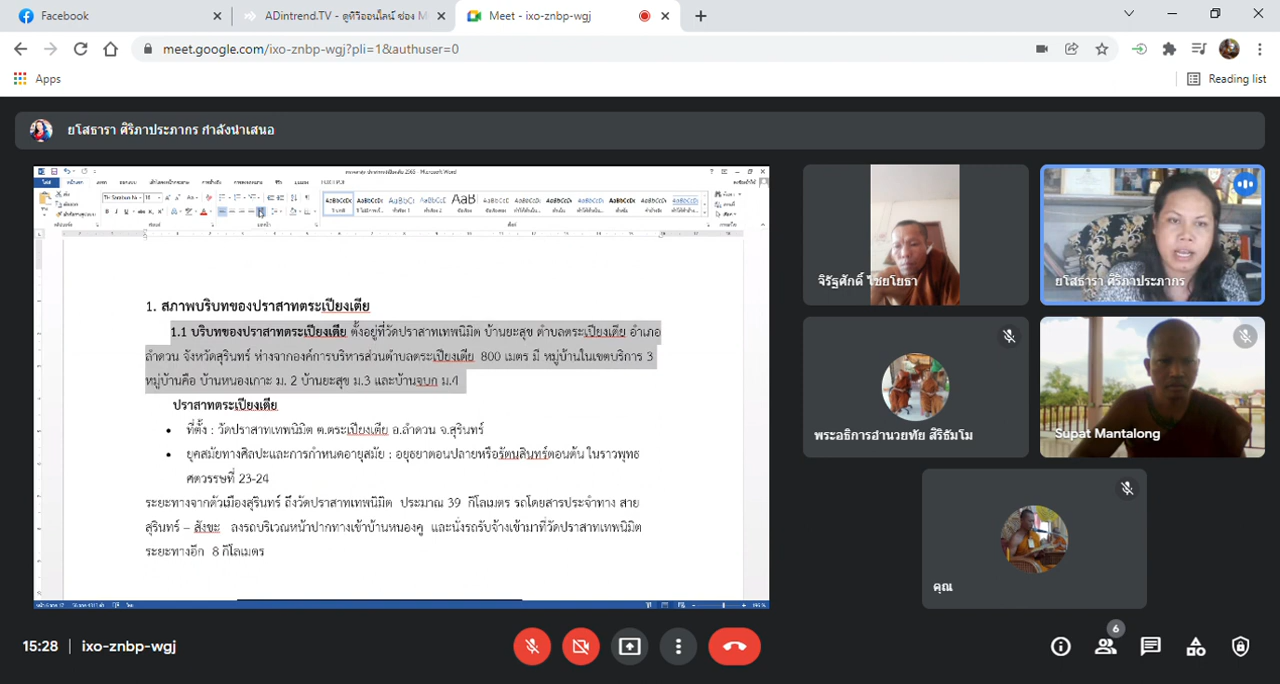 Facebook
ADintrend.TV - ดูทีวีออนไลน์ ช่อง M
Meet - ixo-znbp-wgj
meet.google.com/ixo-znbp-wgj?pli=1&authuser=0
Apps
Reading list
ยโสธารา ศิริภาประภากร กำลังนำเสนอ
1. สภาพบริบทของปราสาทตระเปียงเตีย
1.1 บริบทของปราสาทตระเปียงเตีย ตั้งอยู่ที่วัดปราสาทเทพนิมิต บ้านยะสุข ตำบลตระเปียงเตีย อำเภอ
ลำดวน จังหวัดสุรินทร์ ห่างจากองค์การบริหารส่วนตำบลตระเปียงเตีย 800 เมตร มี หมู่บ้านในเขตบริการ 3
หมู่บ้านคือ บ้านหนองเกาะ ม. 2 บ้านยะสุข ม.3 และบ้านจบก ม.4
ปราสาทตระเปียงเตีย
• ที่ตั้ง : วัดปราสาทเทพนิมิต ต.ตระเปียงเตีย อ.ลำดวน จ.สุรินทร์
• ยุคสมัยทางศิลปะและการกำหนดอายุสมัย : อยุธยาตอนปลายหรือรัตนสินทร์ตอนต้น ในราวพุทธ
ศตวรรษที่ 23-24
ระยะทางจากตัวเมืองสุรินทร์ ถึงวัดปราสาทเทพนิมิต ประมาณ 39 กิโลเมตร รถโดยสารประจำทาง สาย
สุรินทร์ – สังขะ ลงรถบริเวณหน้าปากทางเข้าบ้านหนองคู และนั่งรถรับจ้างเข้ามาที่วัดปราสาทเทพนิมิต
ระยะทางอีก 8 กิโลเมตร
จิรัฐศักดิ์ ไชยโยธา
ยโสธารา ศิริภาประภากร
พระอธิการอำนวยทัย สิริธัมโม
Supat Mantalong
คุณ
15:28 | ixo-znbp-wgj
6